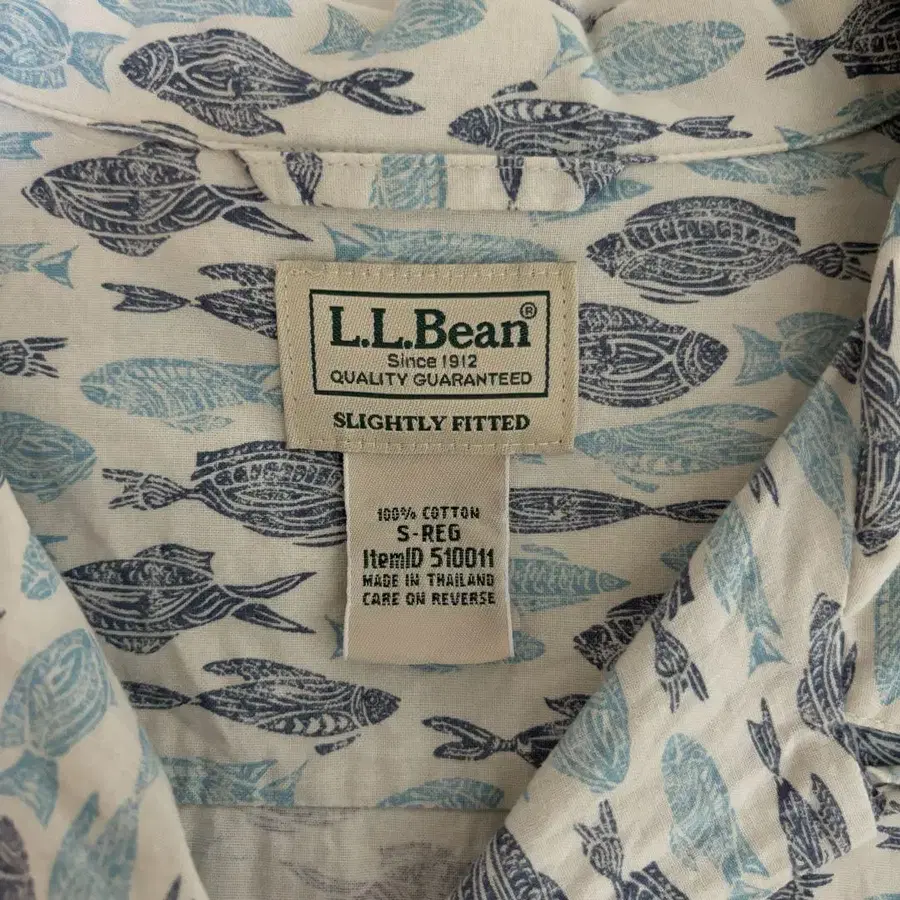 L.L.Bean®
Since 1912
QUALITY GUARANTEED
SLIGHTLY FITTED
100% COTTON
S-REG
ItemID 510011
MADE IN THAILAND
CARE ON REVERSE